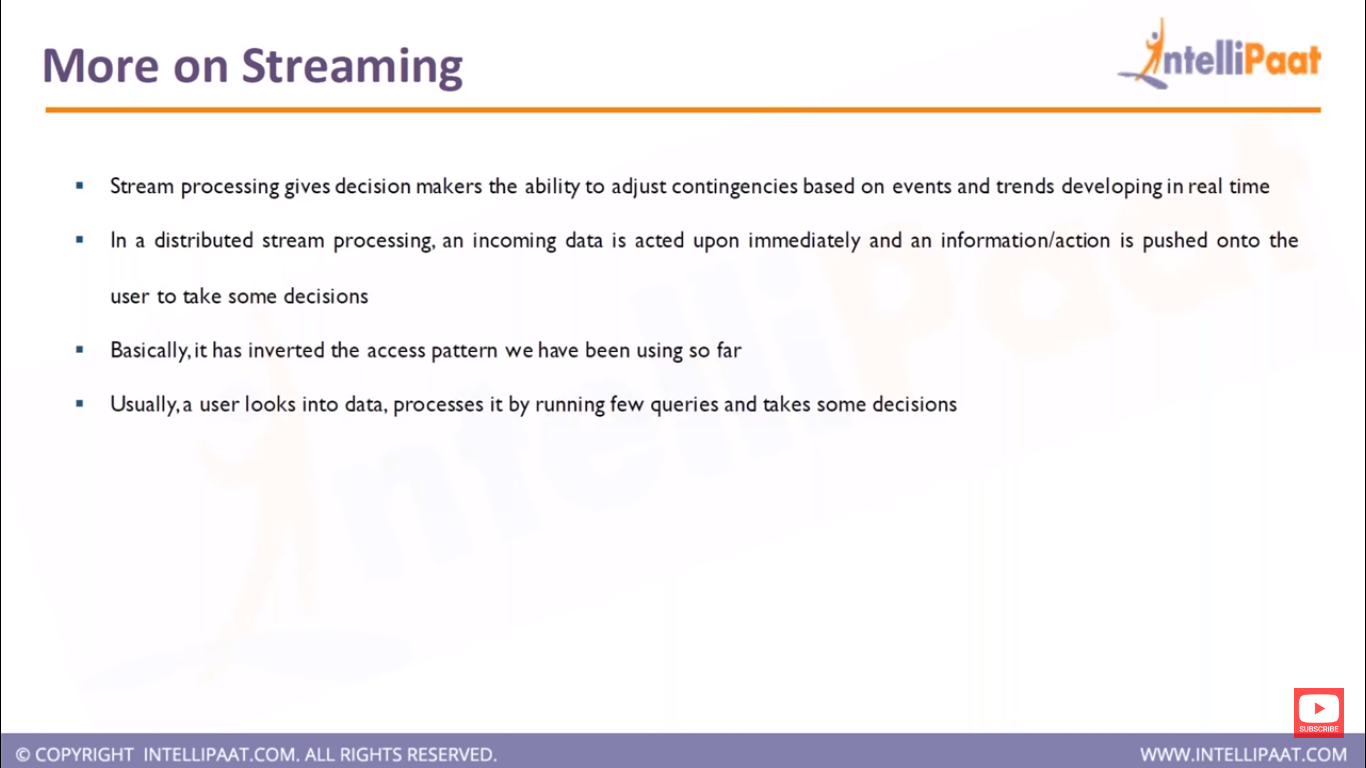 More on Streaming
IntelliPaat
▪ Stream processing gives decision makers the ability to adjust contingencies based on events and trends developing in real time
▪ In a distributed stream processing, an incoming data is acted upon immediately and an information/action is pushed onto the
user to take some decisions
▪ Basically, it has inverted the access pattern we have been using so far
▪ Usually, a user looks into data, processes it by running few queries and takes some decisions
IntelliPaat
SUBSCRIBE
© COPYRIGHT INTELLIPAAT.COM. ALL RIGHTS RESERVED.
WWW.INTELLIPAAT.COM